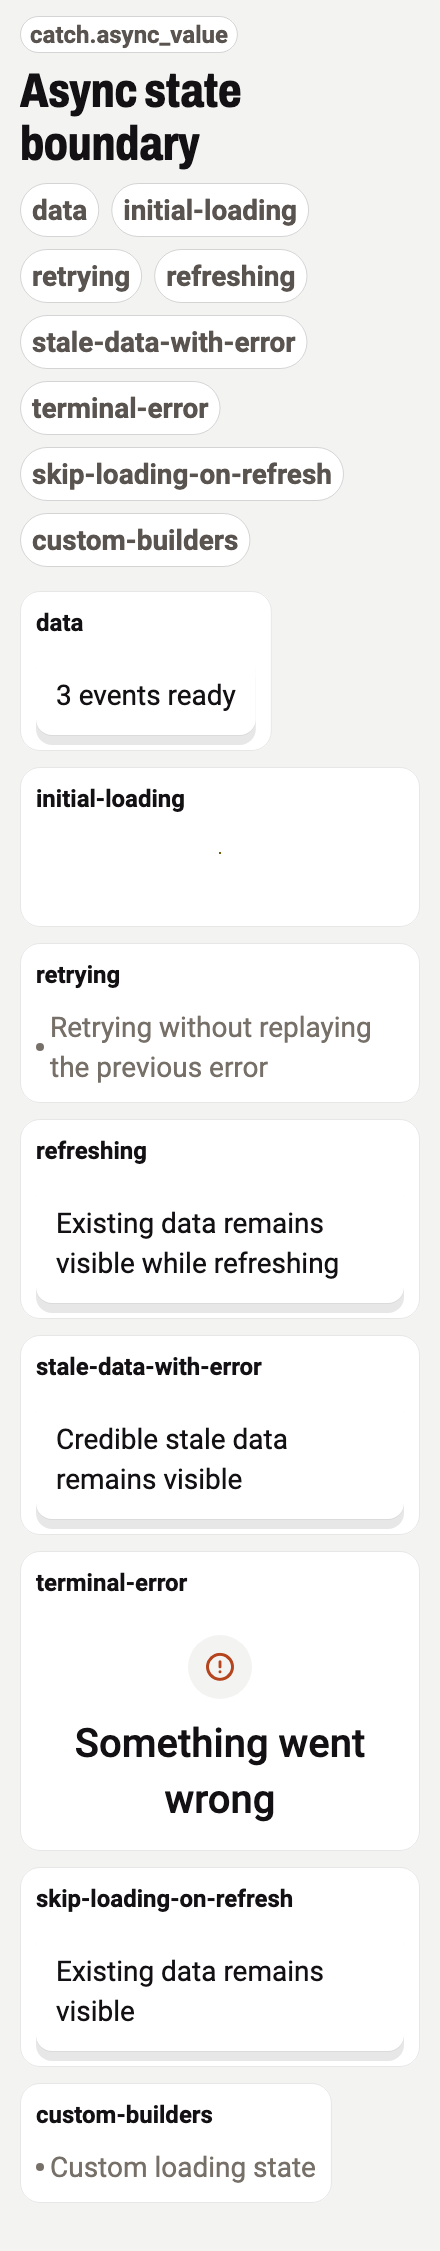 catch.async_value
Async state
boundary
data
initial-loading
retrying
refreshing
stale-data-with-error
terminal-error
skip-loading-on-refresh
custom-builders
data
3 events ready
initial-loading
retrying
Retrying without replaying
the previous error
refreshing
Existing data remains
visible while refreshing
stale-data-with-error
Credible stale data
remains visible
terminal-error
Something went
wrong
skip-loading-on-refresh
Existing data remains
visible
custom-builders
Custom loading state